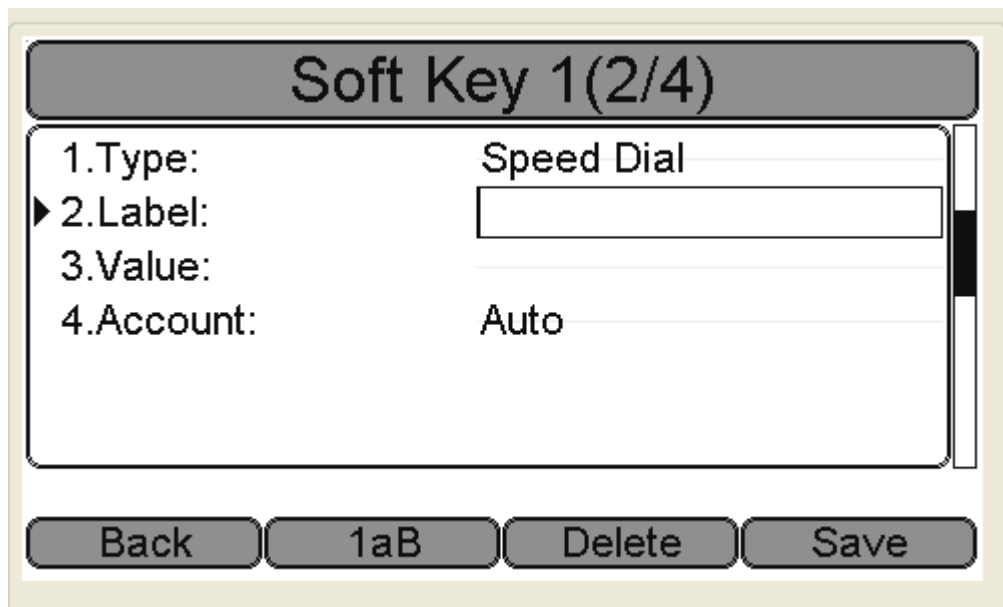 Soft Key 1(2/4)
1.Type: Speed Dial
2.Label:
3.Value:
4.Account: Auto
Back 1aB Delete Save